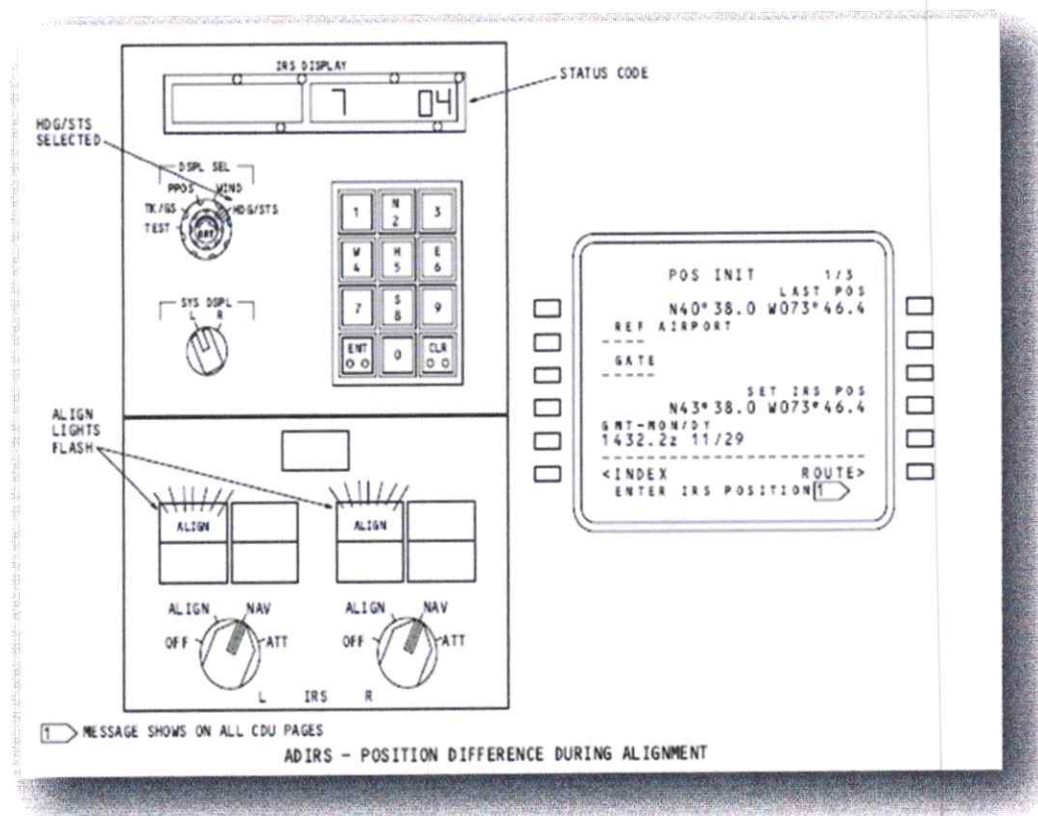 IRS DISPLAY
7 04
STATUS CODE
HDG/STS
SELECTED
DSPL SEL
PPOS WIND
TK/GS HDG/STS
TEST
BRT
SYS DSPL
L R
1 N 2 3
W 4 H 5 E 6
7 S 8 9
ENT 0 CLR
ALIGN
LIGHTS
FLASH
ALIGN ALIGN
ALIGN NAV ALIGN NAV
OFF ATT OFF ATT
L IRS R
POS INIT 1/3
LAST POS
N40°38.0 W073°46.4
REF AIRPORT
----
GATE
-----
SET IRS POS
N43°38.0 W073°46.4
GMT-MON/DY
1432.2z 11/29
<INDEX ROUTE>
ENTER IRS POSITION 1
1 MESSAGE SHOWS ON ALL CDU PAGES
ADIRS - POSITION DIFFERENCE DURING ALIGNMENT